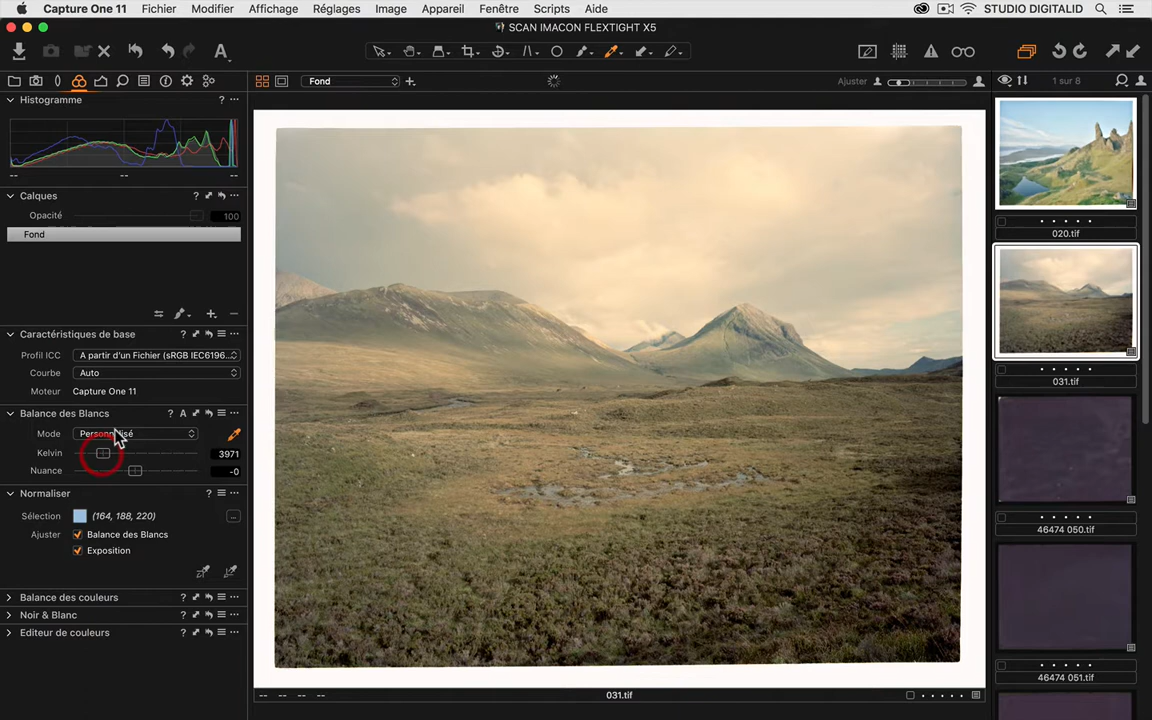 Capture One 11 Fichier Modifier Affichage Réglages Image Appareil Fenêtre Scripts Aide STUDIO DIGITALID
SCAN IMACON FLEXTIGHT X5
Fond
Ajuster
1 sur 8
Histogramme
-- -- --
Calques
Opacité 100
Fond
Caractéristiques de base
Profil ICC A partir d'un Fichier (sRGB IEC6196...
Courbe Auto
Moteur Capture One 11
Balance des Blancs
Mode Personnalisé
Kelvin 3971
Nuance -0
Normaliser
Sélection (164, 188, 220)
Ajuster Balance des Blancs
Exposition
Balance des couleurs
Noir & Blanc
Editeur de couleurs
-- -- -- -- 031.tif
020.tif
031.tif
46474 050.tif
46474 051.tif